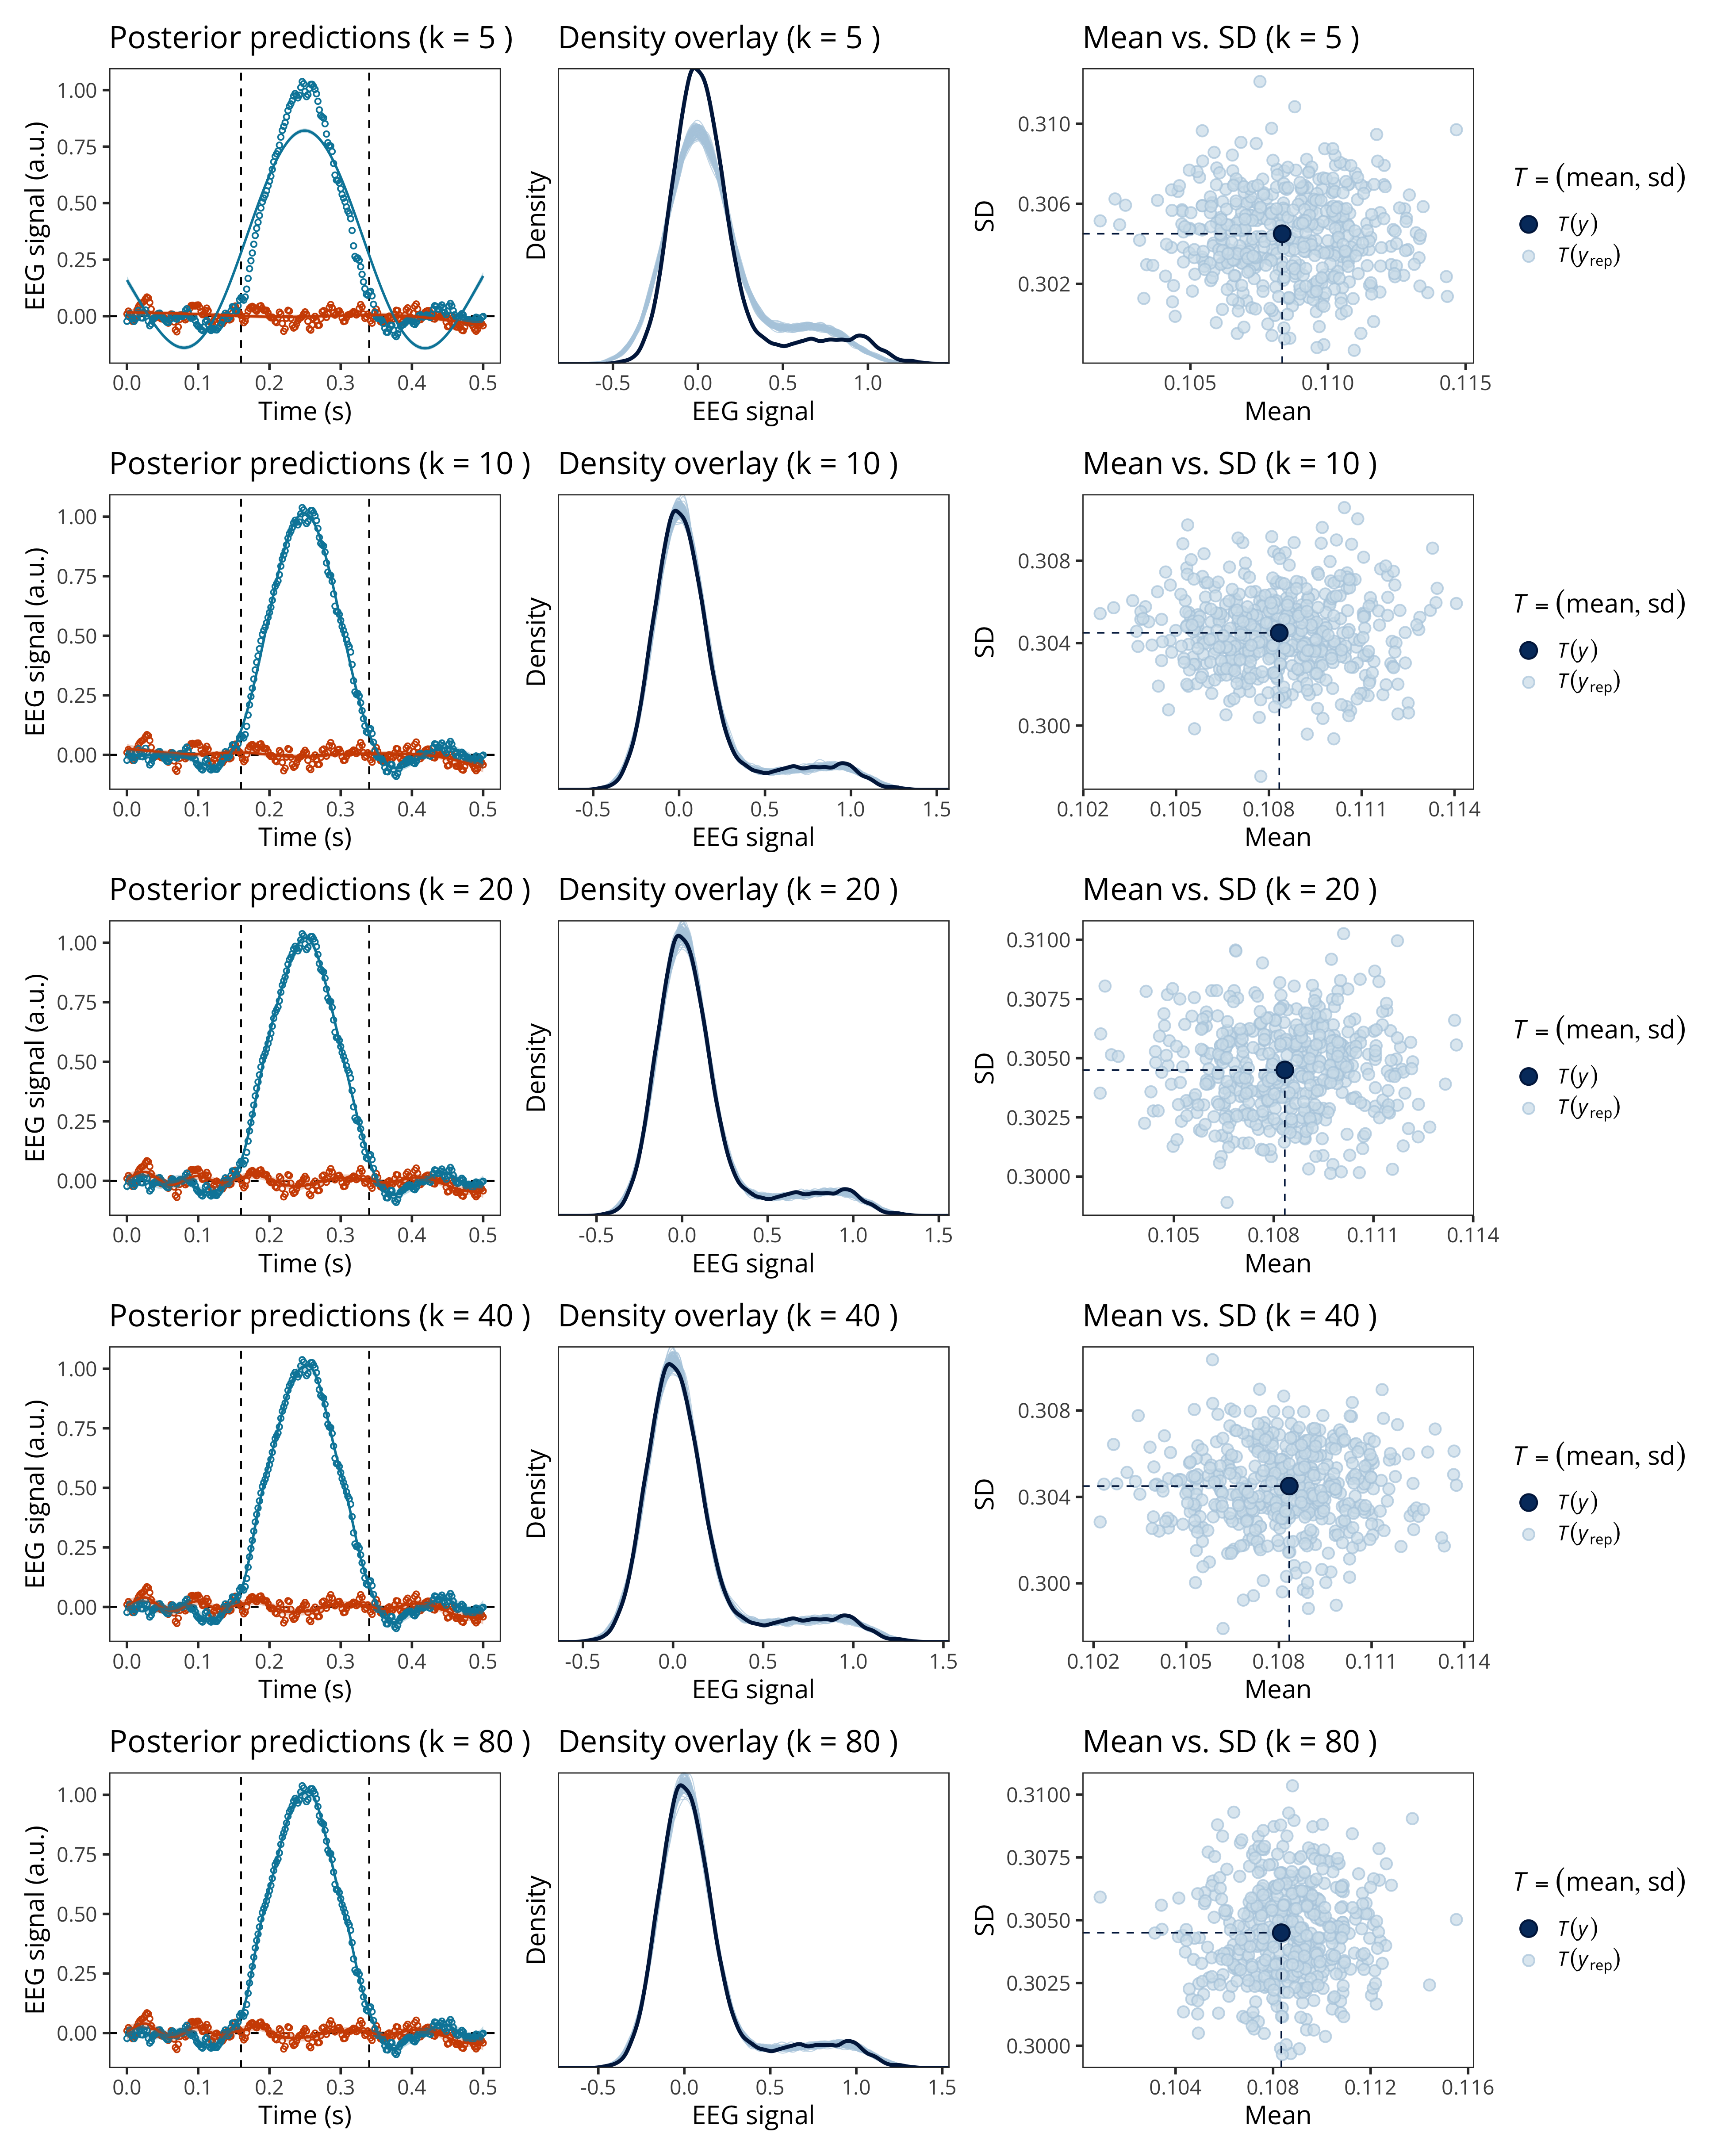 Posterior predictions (k = 5 )
Density overlay (k = 5 )
Mean vs. SD (k = 5 )
EEG signal (a.u.)
1.00
0.75
0.50
0.25
0.00
0.0 0.1 0.2 0.3 0.4 0.5
Time (s)
Density
-0.5 0.0 0.5 1.0
EEG signal
SD
0.310
0.306
0.302
0.105 0.110 0.115
Mean
T = (mean, sd)
T(y)
T(yrep)
Posterior predictions (k = 10 )
Density overlay (k = 10 )
Mean vs. SD (k = 10 )
EEG signal (a.u.)
1.00
0.75
0.50
0.25
0.00
0.0 0.1 0.2 0.3 0.4 0.5
Time (s)
Density
-0.5 0.0 0.5 1.0 1.5
EEG signal
SD
0.308
0.304
0.300
0.102 0.105 0.108 0.111 0.114
Mean
T = (mean, sd)
T(y)
T(yrep)
Posterior predictions (k = 20 )
Density overlay (k = 20 )
Mean vs. SD (k = 20 )
EEG signal (a.u.)
1.00
0.75
0.50
0.25
0.00
0.0 0.1 0.2 0.3 0.4 0.5
Time (s)
Density
-0.5 0.0 0.5 1.0 1.5
EEG signal
SD
0.3100
0.3075
0.3050
0.3025
0.3000
0.105 0.108 0.111 0.114
Mean
T = (mean, sd)
T(y)
T(yrep)
Posterior predictions (k = 40 )
Density overlay (k = 40 )
Mean vs. SD (k = 40 )
EEG signal (a.u.)
1.00
0.75
0.50
0.25
0.00
0.0 0.1 0.2 0.3 0.4 0.5
Time (s)
Density
-0.5 0.0 0.5 1.0 1.5
EEG signal
SD
0.308
0.304
0.300
0.102 0.105 0.108 0.111 0.114
Mean
T = (mean, sd)
T(y)
T(yrep)
Posterior predictions (k = 80 )
Density overlay (k = 80 )
Mean vs. SD (k = 80 )
EEG signal (a.u.)
1.00
0.75
0.50
0.25
0.00
0.0 0.1 0.2 0.3 0.4 0.5
Time (s)
Density
-0.5 0.0 0.5 1.0 1.5
EEG signal
SD
0.3100
0.3075
0.3050
0.3025
0.3000
0.104 0.108 0.112 0.116
Mean
T = (mean, sd)
T(y)
T(yrep)